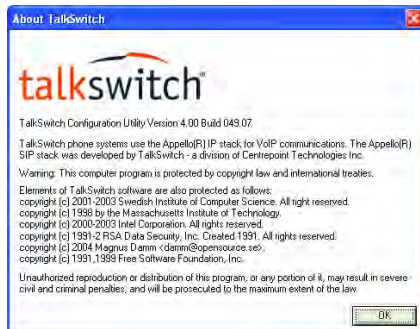 About TalkSwitch
talkswitch
TalkSwitch Configuration Utility Version 4.00 Build 049.07.
TalkSwitch phone systems use the Appello(R) IP stack, for VoIP communications. The Appello(R)
SIP stack was developed by TalkSwitch - a division of Centrepoint Technologies Inc.
Warning: This computer program is protected by copyright law and international treaties.
Elements of TalkSwitch software are also protected as follows:
copyright (c) 2001-2003 Swedish Institute of Computer Science. All right reserved.
copyright (c) 1998 by the Massachusetts Institute of Technology.
copyright (c) 2000-2003 Intel Corporation. All rights reserved.
copyright (c) 1991-2 RSA Data Security, Inc. Created 1991. All rights reserved.
copyright (c) 2004 Magnus Damm <damm@opensource.se>.
copyright (c) 1991,1999 Free Software Foundation, Inc.
Unauthorized reproduction or distribution of this program, or any portion of it, may result in severe
civil and criminal penalties, and will be prosecuted to the maximum extent of the law.
OK